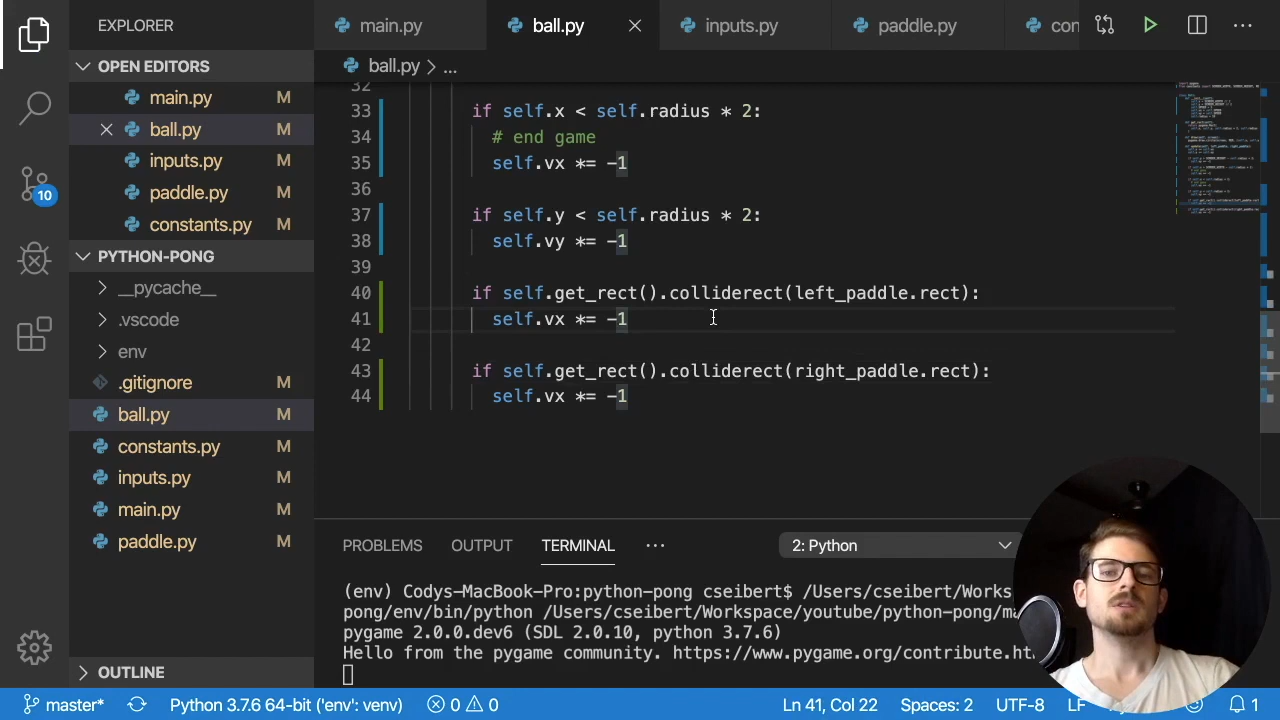 EXPLORER
main.py
ball.py
inputs.py
paddle.py
con
OPEN EDITORS
ball.py > ...
main.py M
ball.py M
inputs.py M
paddle.py M
constants.py M
10
PYTHON-PONG
__pycache__
.vscode
env
.gitignore M
ball.py M
constants.py M
inputs.py M
main.py M
paddle.py M
OUTLINE
32
33 if self.x < self.radius * 2:
34 # end game
35 self.vx *= -1
36
37 if self.y < self.radius * 2:
38 self.vy *= -1
39
40 if self.get_rect().colliderect(left_paddle.rect):
41 self.vx *= -1
42
43 if self.get_rect().colliderect(right_paddle.rect):
44 self.vx *= -1
PROBLEMS OUTPUT TERMINAL ... 2: Python
(env) Codys-MacBook-Pro:python-pong cseibert$ /Users/cseibert/Works
pong/env/bin/python /Users/cseibert/Workspace/youtube/python-pong/ma
pygame 2.0.0.dev6 (SDL 2.0.10, python 3.7.6)
Hello from the pygame community. https://www.pygame.org/contribute.ht
master* Python 3.7.6 64-bit ('env': venv) 0 0 Ln 41, Col 22 Spaces: 2 UTF-8 LF 1